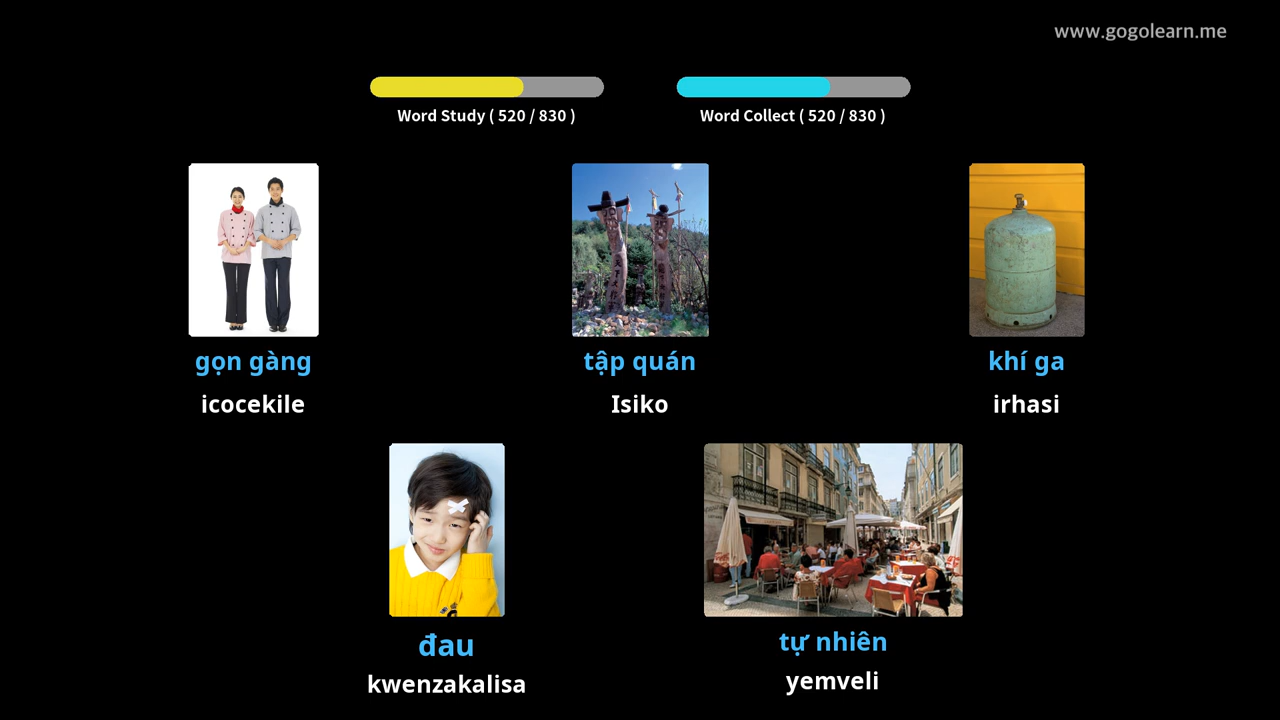 www.gogolearn.me
Word Study ( 520 / 830 )
Word Collect ( 520 / 830 )
gọn gàng
tập quán
khí ga
icocekile
Isiko
irhasi
đau
tự nhiên
kwenzakalisa
yemveli